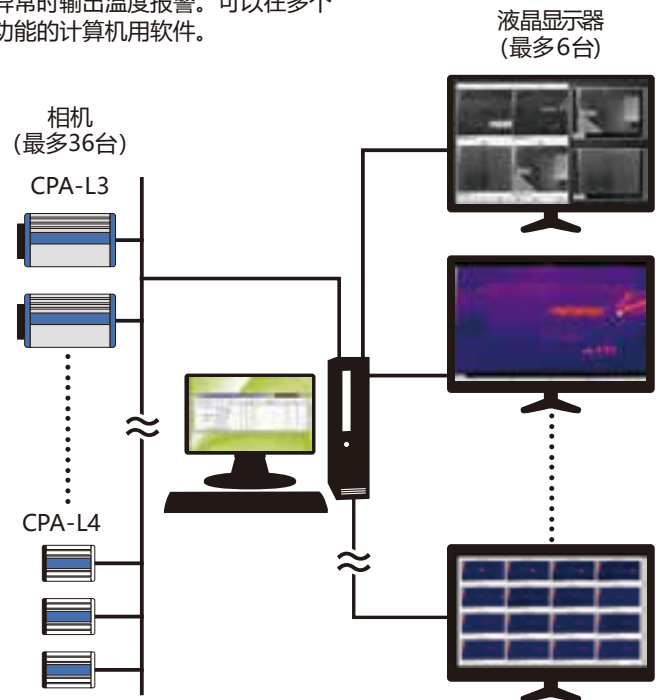 异常的输出温度报警。可以在多个
功能的计算机用软件。
液晶显示器
(最多6台)
相机
(最多36台)
CPA-L3
CPA-L4